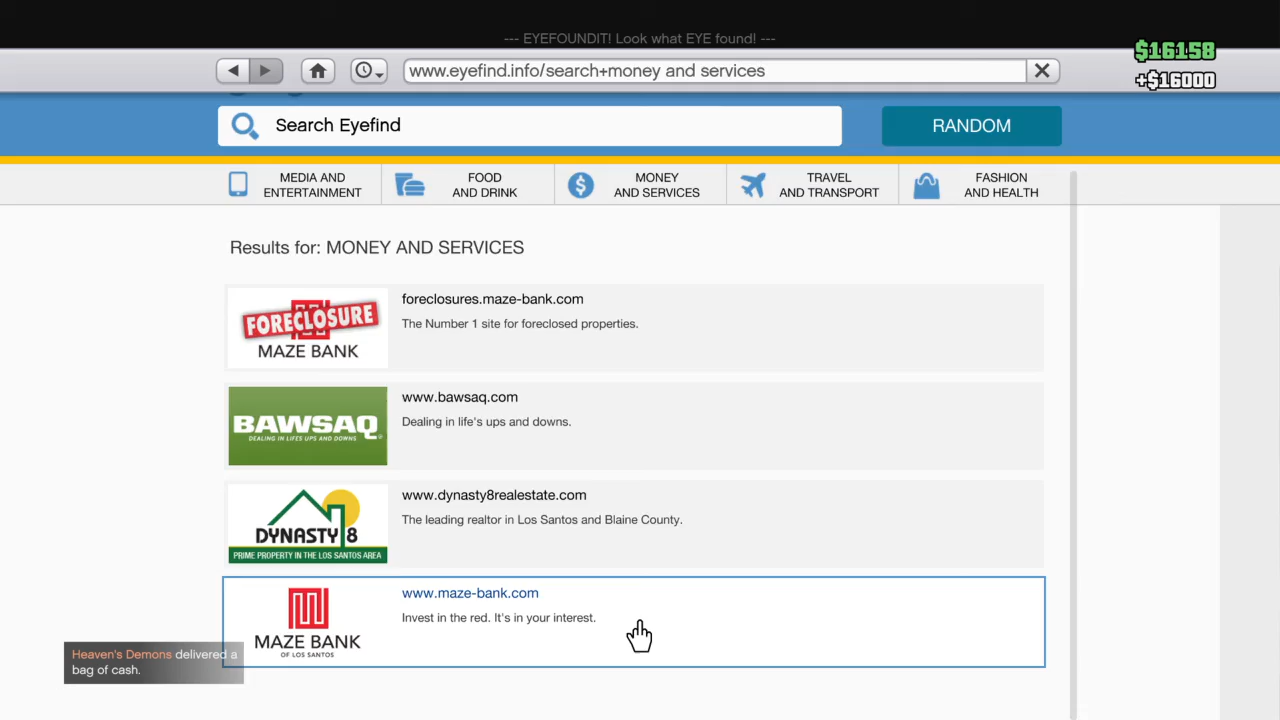 --- EYEFOUNDIT! Look what EYE found! ---
$16158
+$16000
www.eyefind.info/search+money and services
Search Eyefind
RANDOM
MEDIA AND
ENTERTAINMENT
FOOD
AND DRINK
MONEY
AND SERVICES
TRAVEL
AND TRANSPORT
FASHION
AND HEALTH
Results for: MONEY AND SERVICES
FORECLOSURE
MAZE BANK
foreclosures.maze-bank.com
The Number 1 site for foreclosed properties.
BAWSAQ
DEALING IN LIFES UPS AND DOWNS
www.bawsaq.com
Dealing in life's ups and downs.
DYNASTY 8
PRIME PROPERTY IN THE LOS SANTOS AREA
www.dynasty8realestate.com
The leading realtor in Los Santos and Blaine County.
MAZE BANK
OF LOS SANTOS
www.maze-bank.com
Invest in the red. It's in your interest.
Heaven's Demons delivered a
bag of cash.